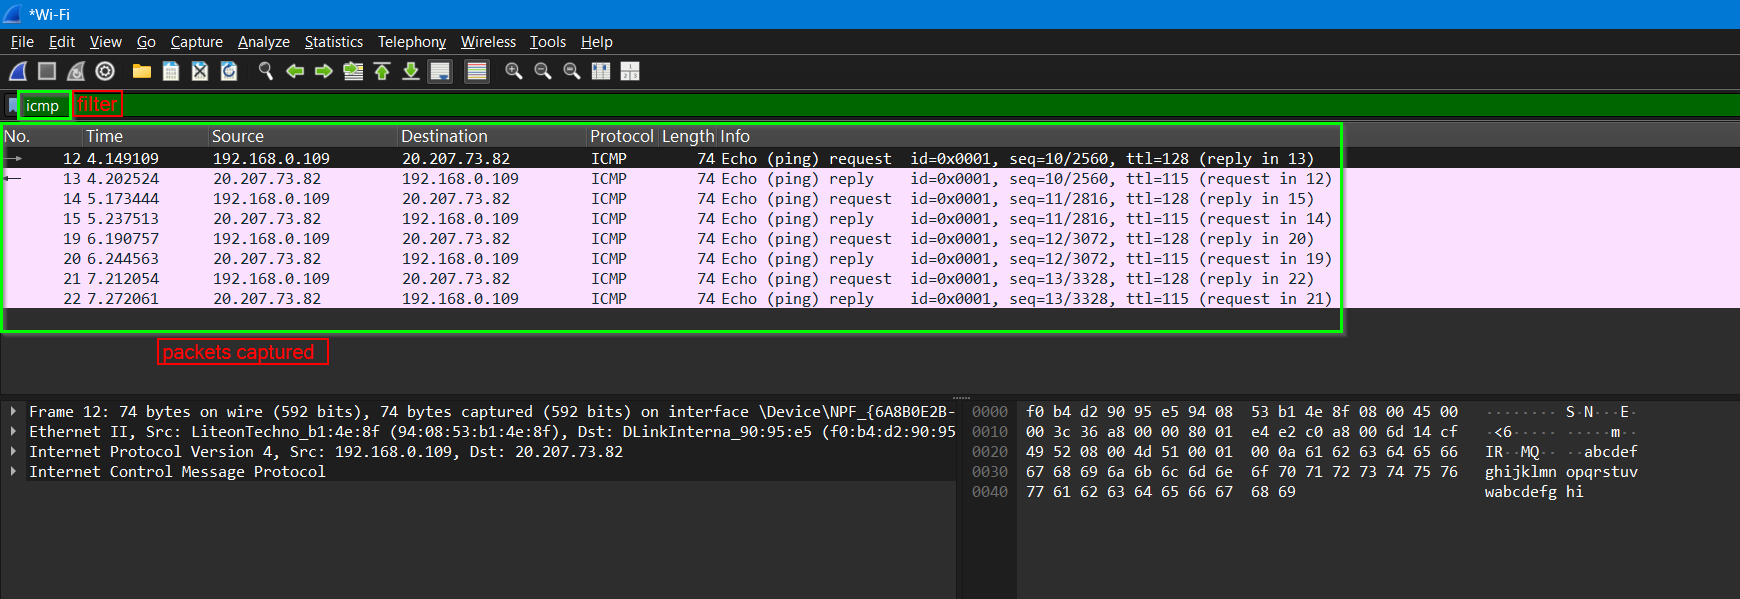 *Wi-Fi
File Edit View Go Capture Analyze Statistics Telephony Wireless Tools Help
icmp filter
No. Time Source Destination Protocol Length Info
12 4.149109 192.168.0.109 20.207.73.82 ICMP 74 Echo (ping) request id=0x0001, seq=10/2560, ttl=128 (reply in 13)
13 4.202524 20.207.73.82 192.168.0.109 ICMP 74 Echo (ping) reply id=0x0001, seq=10/2560, ttl=115 (request in 12)
14 5.173444 192.168.0.109 20.207.73.82 ICMP 74 Echo (ping) request id=0x0001, seq=11/2816, ttl=128 (reply in 15)
15 5.237513 20.207.73.82 192.168.0.109 ICMP 74 Echo (ping) reply id=0x0001, seq=11/2816, ttl=115 (request in 14)
19 6.190757 192.168.0.109 20.207.73.82 ICMP 74 Echo (ping) request id=0x0001, seq=12/3072, ttl=128 (reply in 20)
20 6.244563 20.207.73.82 192.168.0.109 ICMP 74 Echo (ping) reply id=0x0001, seq=12/3072, ttl=115 (request in 19)
21 7.212054 192.168.0.109 20.207.73.82 ICMP 74 Echo (ping) request id=0x0001, seq=13/3328, ttl=128 (reply in 22)
22 7.272061 20.207.73.82 192.168.0.109 ICMP 74 Echo (ping) reply id=0x0001, seq=13/3328, ttl=115 (request in 21)
packets captured
Frame 12: 74 bytes on wire (592 bits), 74 bytes captured (592 bits) on interface \Device\NPF_{6A8B0E2B-
Ethernet II, Src: LiteonTechno_b1:4e:8f (94:08:53:b1:4e:8f), Dst: DLinkInterna_90:95:e5 (f0:b4:d2:90:95
Internet Protocol Version 4, Src: 192.168.0.109, Dst: 20.207.73.82
Internet Control Message Protocol
0000 f0 b4 d2 90 95 e5 94 08 53 b1 4e 8f 08 00 45 00 ········ S·N···E·
0010 00 3c 36 a8 00 00 80 01 e4 e2 c0 a8 00 6d 14 cf ·<6····· ·····m··
0020 49 52 08 00 4d 51 00 01 00 0a 61 62 63 64 65 66 IR··MQ·· ··abcdef
0030 67 68 69 6a 6b 6c 6d 6e 6f 70 71 72 73 74 75 76 ghijklmn opqrstuv
0040 77 61 62 63 64 65 66 67 68 69 wabcdefg hi